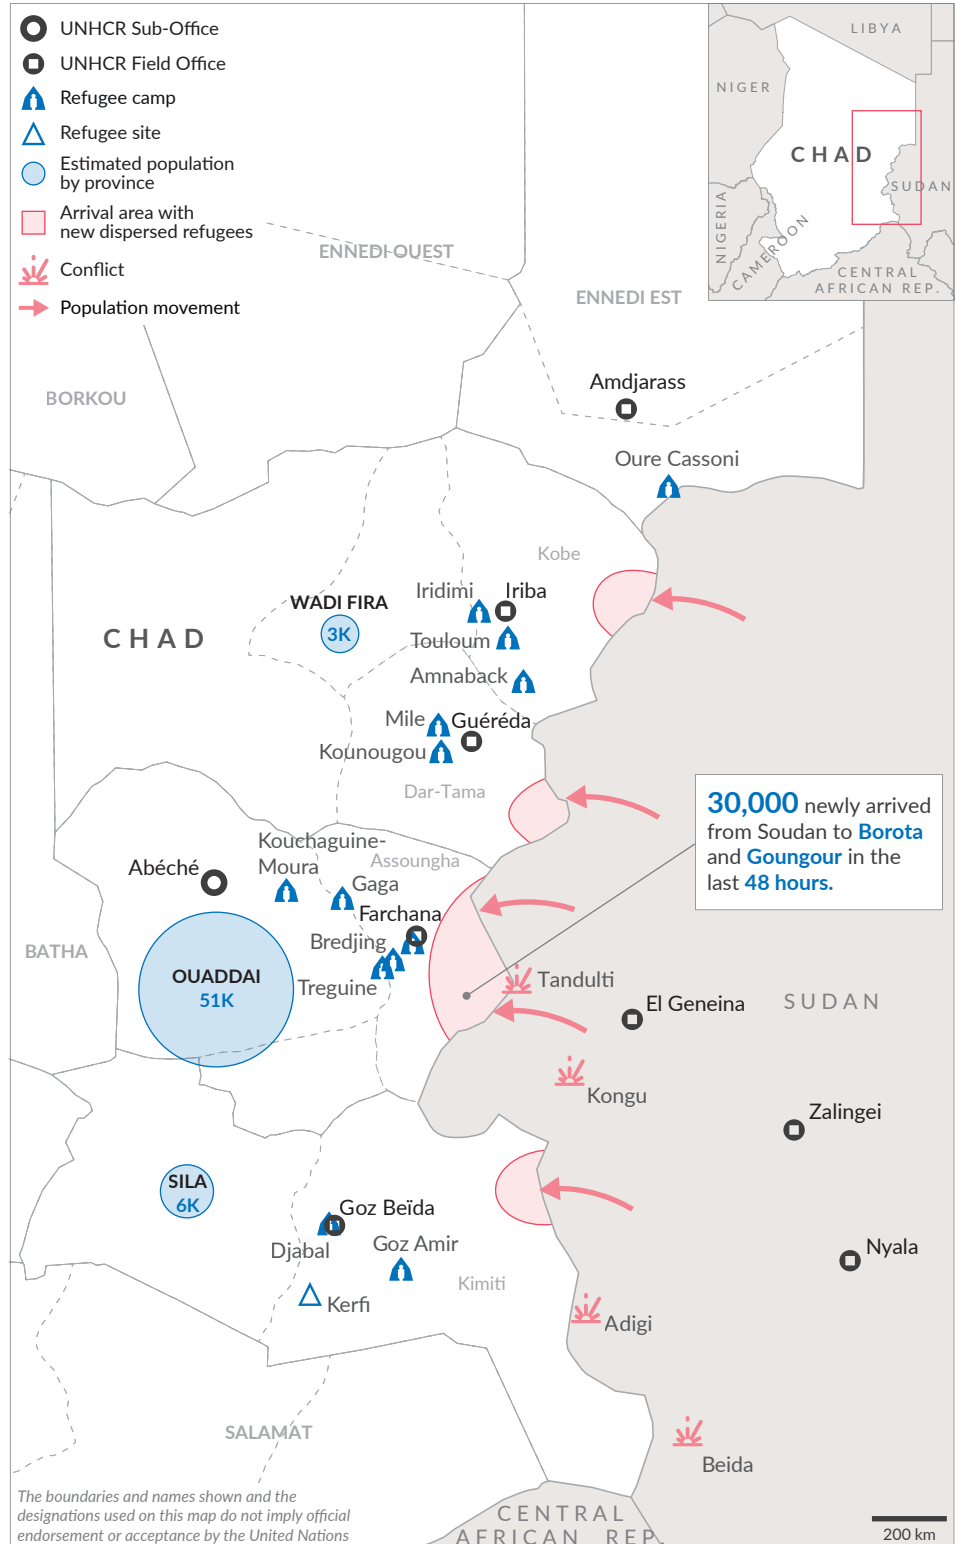 UNHCR Sub-Office
UNHCR Field Office
Refugee camp
Refugee site
Estimated population
by province
Arrival area with
new dispersed refugees
Conflict
Population movement
LIBYA
NIGER
CHAD
SUDAN
NIGERIA
CAMEROON
CENTRAL
AFRICAN REP.
ENNEDI OUEST
ENNEDI EST
BORKOU
Amdjarass
Oure Cassoni
Kobe
Iridimi
Iriba
WADI FIRA
3K
CHAD
Touloum
Amnaback
Mile
Guéréda
Kounougou
Dar-Tama
30,000 newly arrived
from Soudan to Borota
and Goungour in the
last 48 hours.
Kouchaguine-
Moura
Assoungha
Abéché
Gaga
Farchana
Bredjing
BATHA
OUADDAI
51K
Treguine
Tandulti
El Geneina
SUDAN
Kongu
Zalingei
SILA
6K
Goz Beïda
Djabal
Goz Amir
Nyala
Kimiti
Kerfi
Adigi
SALAMAT
Beida
The boundaries and names shown and the
designations used on this map do not imply official
endorsement or acceptance by the United Nations
CENTRAL
AFRICAN REP.
200 km